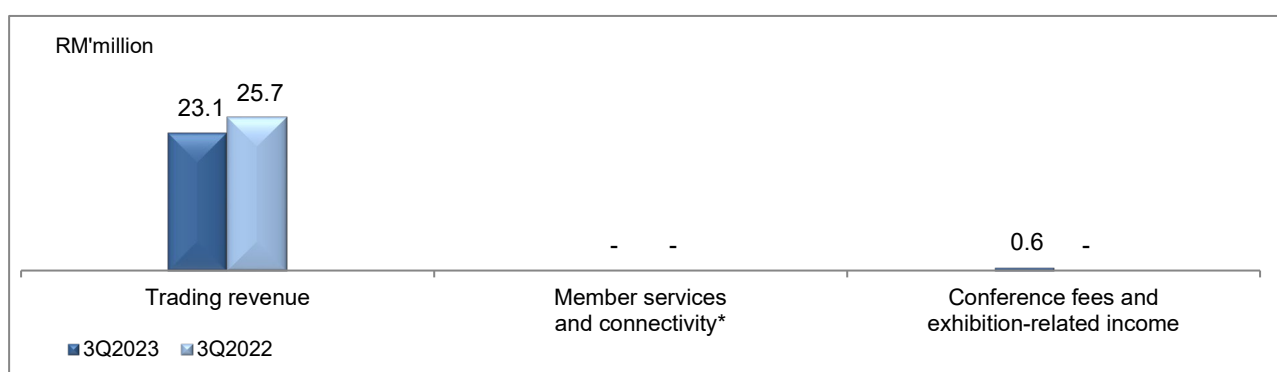 RM'million
23.1 25.7
- -
0.6 -
Trading revenue
Member services
and connectivity*
Conference fees and
exhibition-related income
3Q2023 3Q2022